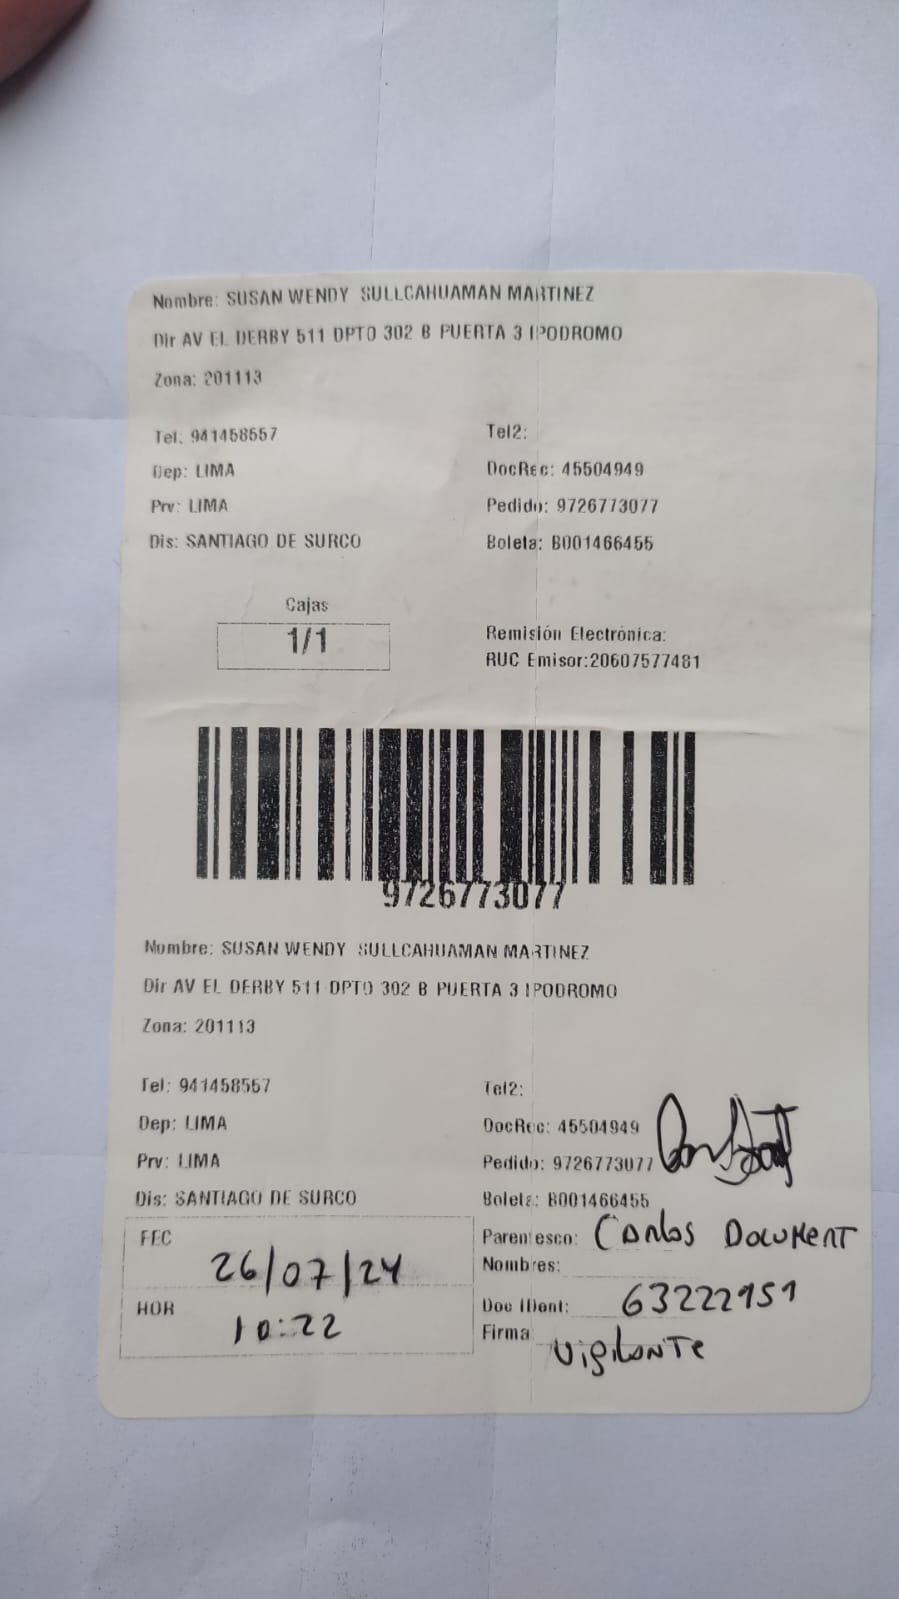 Nombre: SUSAN WENDY SULLCAHUAMAN MARTINEZ
Dir AV EL DERBY 511 DPTO 302 B PUERTA 3 IPODROMO
Zona: 201113
Tel: 941458557 Tel2:
Dep: LIMA DocRec: 45504949
Prv: LIMA Pedido: 9726773077
Dis: SANTIAGO DE SURCO Boleta: B001466455
Cajas
1/1
Remisión Electrónica:
RUC Emisor:20607577481
9726773077
Nombre: SUSAN WENDY SULLCAHUAMAN MARTINEZ
Dir AV EL DERBY 511 DPTO 302 B PUERTA 3 IPODROMO
Zona: 201113
Tel: 941458557 Tel2:
Dep: LIMA DocRec: 45504949
Prv: LIMA Pedido: 9726773077
Dis: SANTIAGO DE SURCO Boleta: B001466455
FEC 26/07/24 Parentesco: Carlos DOCUMENT
Nombres:
HOR 10:22 Doc IDent: 63222151
Firma Vigilante